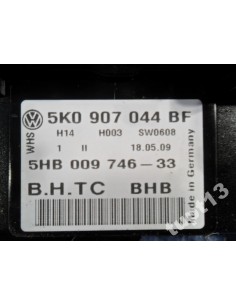 5K0 907 044 BF
H14 H003 SW0608
1 II 18.05.09
WHS
5HB 009 746-33
B.H.TC BHB
Made in Germany
tust13